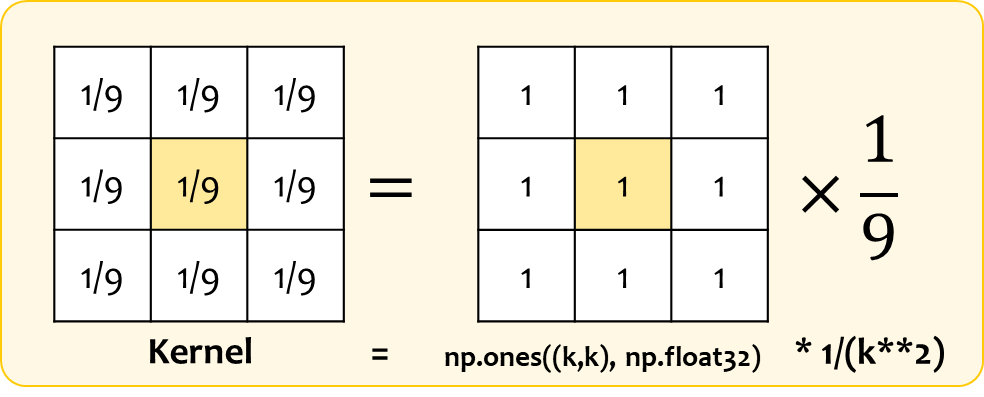 1/9 1/9 1/9 1 1 1
1/9 1/9 1/9 = 1 1 1 × 1/9
1/9 1/9 1/9 1 1 1
Kernel = np.ones((k,k), np.float32) * 1/(k**2)